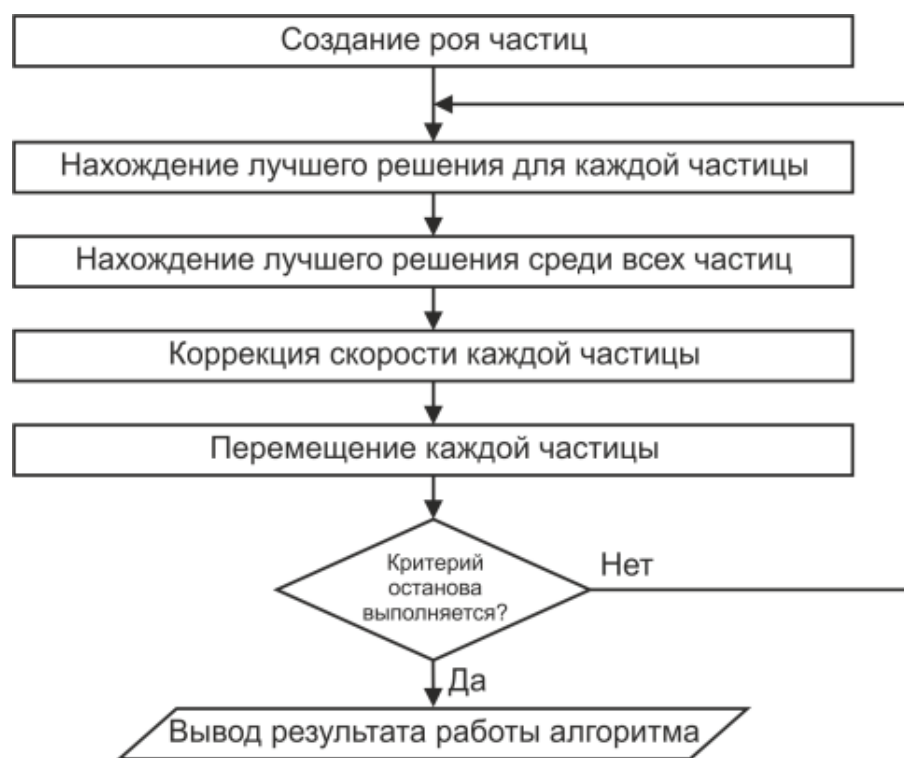 Создание роя частиц
Нахождение лучшего решения для каждой частицы
Нахождение лучшего решения среди всех частиц
Коррекция скорости каждой частицы
Перемещение каждой частицы
Критерий
останова
выполняется?
Нет
Да
Вывод результата работы алгоритма